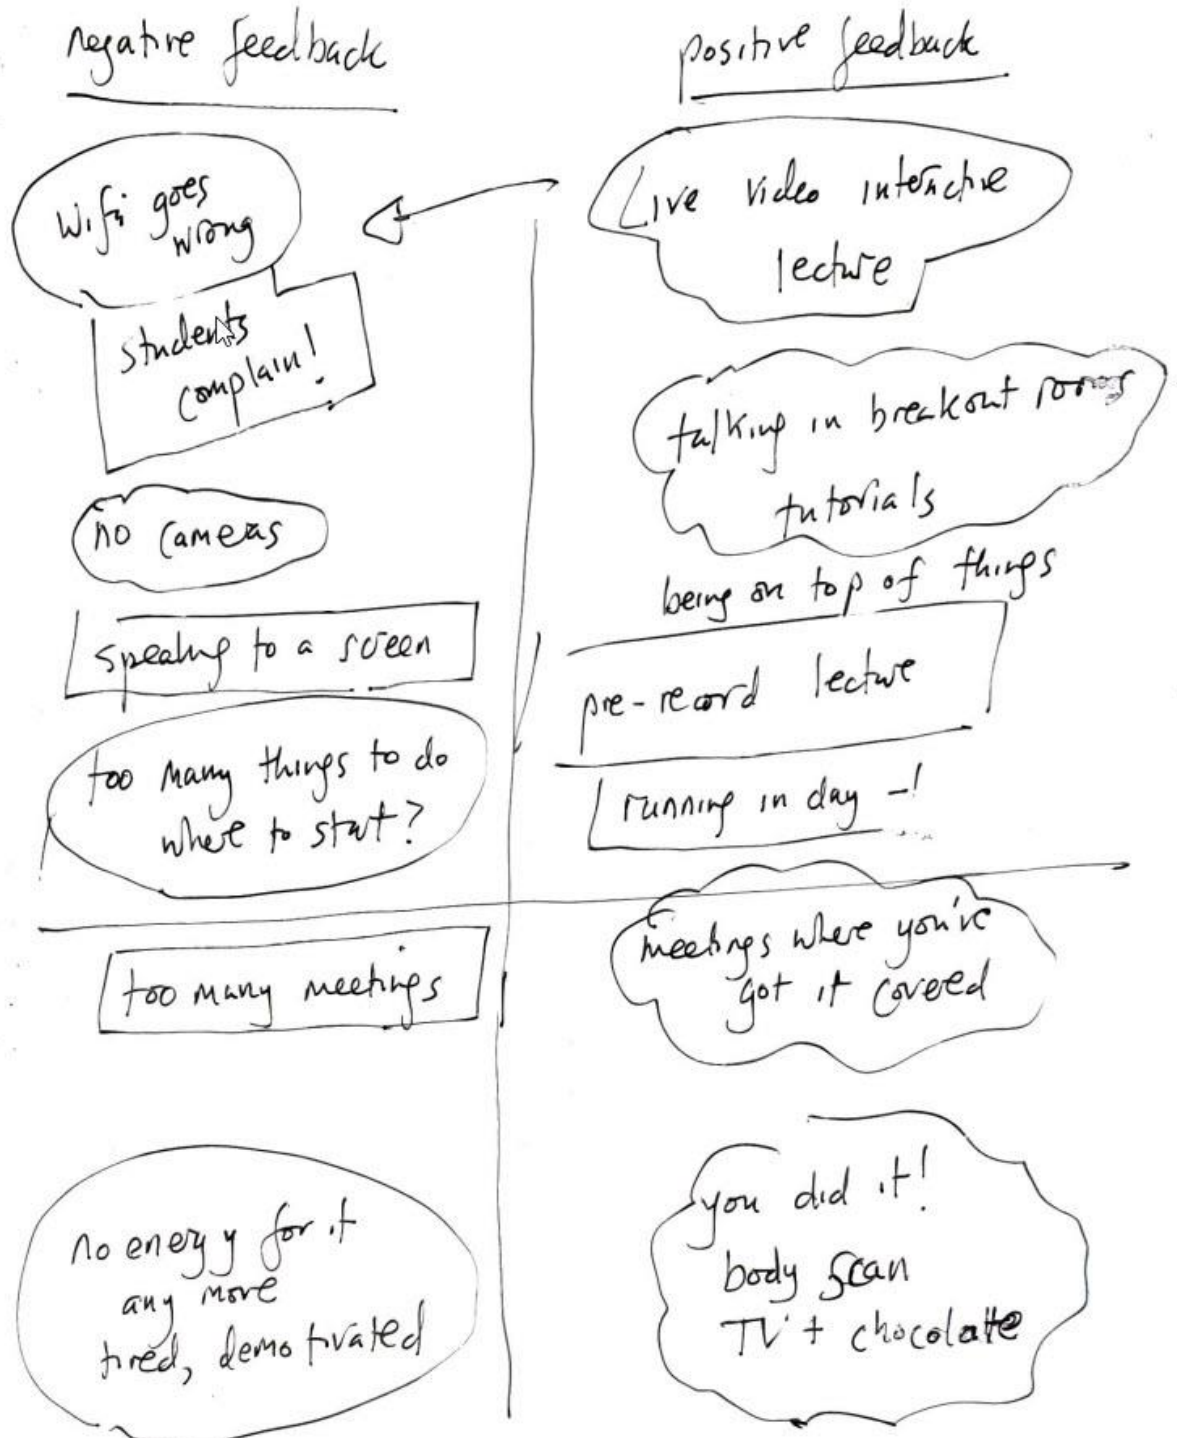 negative feedback
wifi goes
wrong
students
complain!
no cameras
speaking to a screen
too many things to do
where to start?
too many meetings
no energy for it
any more
tired, demotivated
positive feedback
Live video interactive
lecture
talking in breakout rooms
tutorials
being on top of things
pre-record lecture
running in day -!
meetings where you've
got it covered
you did it!
body scan
TV + chocolate